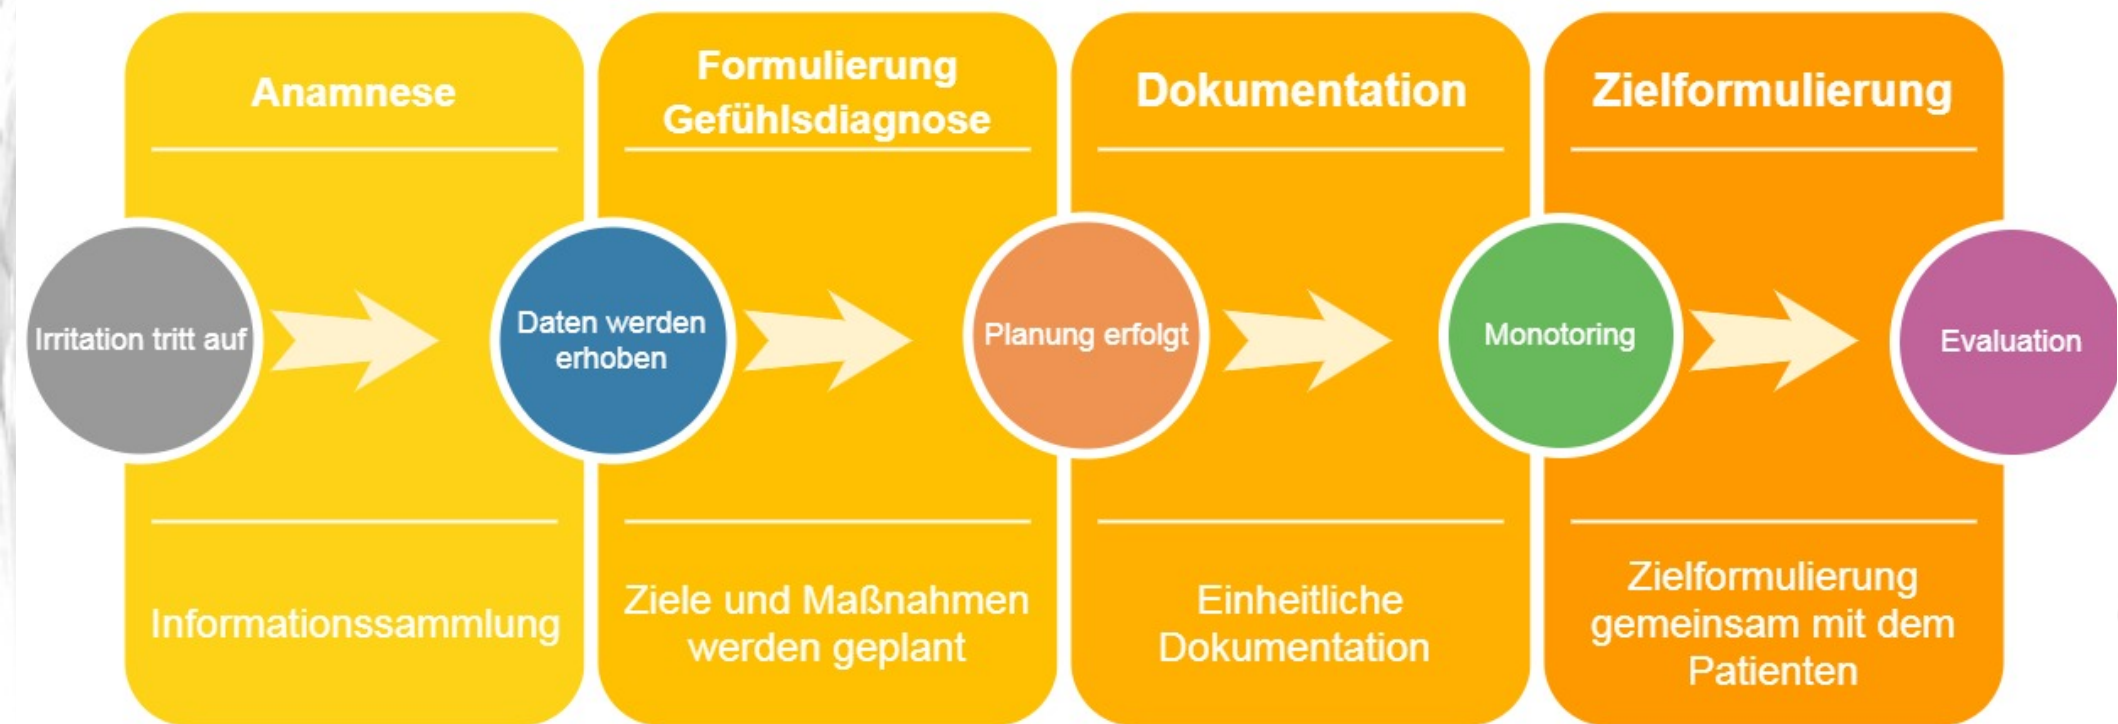 Anamnese
Formulierung
Gefühlsdiagnose
Dokumentation
Zielformulierung
Irritation tritt auf
Daten werden
erhoben
Planung erfolgt
Monotoring
Evaluation
Informationssammlung
Ziele und Maßnahmen
werden geplant
Einheitliche
Dokumentation
Zielformulierung
gemeinsam mit dem
Patienten